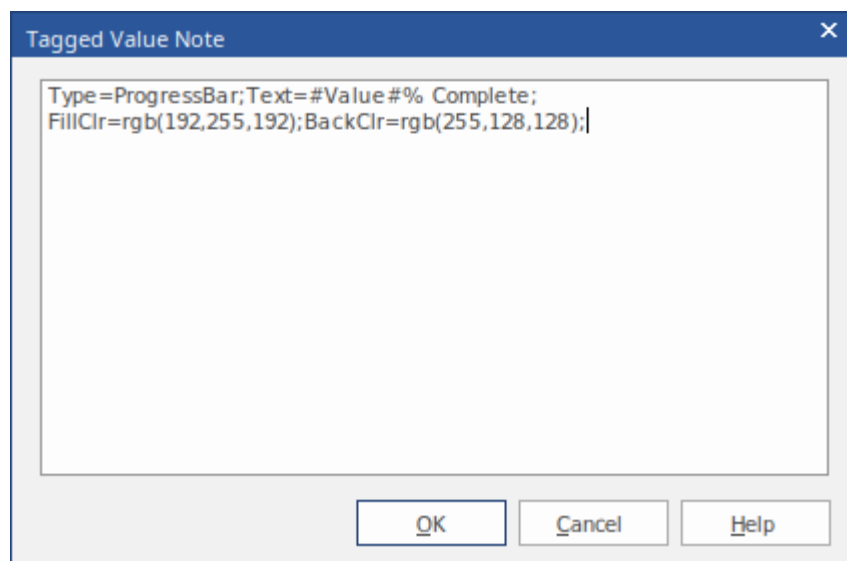 Tagged Value Note
Type=ProgressBar;Text=#Value#% Complete;
FillClr=rgb(192,255,192);BackClr=rgb(255,128,128);
OK
Cancel
Help